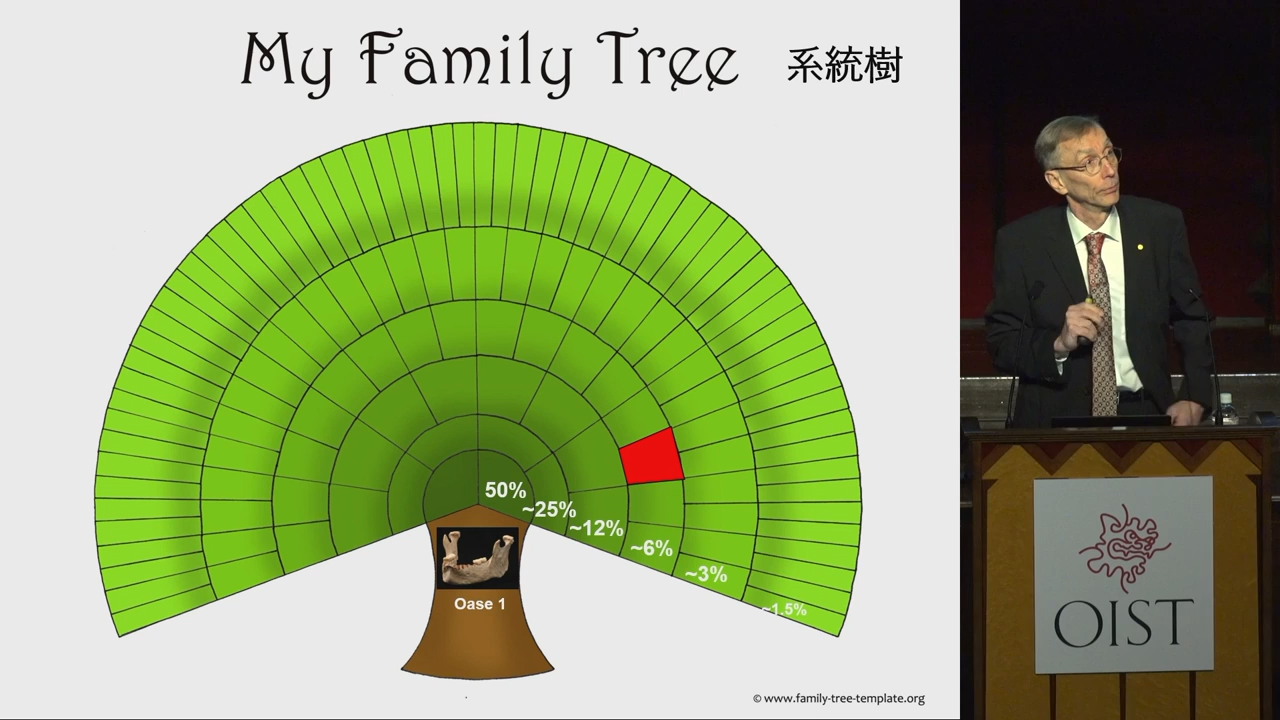 My Family Tree 系統樹
50%
~25%
~12%
~6%
~3%
~1.5%
Oase 1
© www.family-tree-template.org
OIST